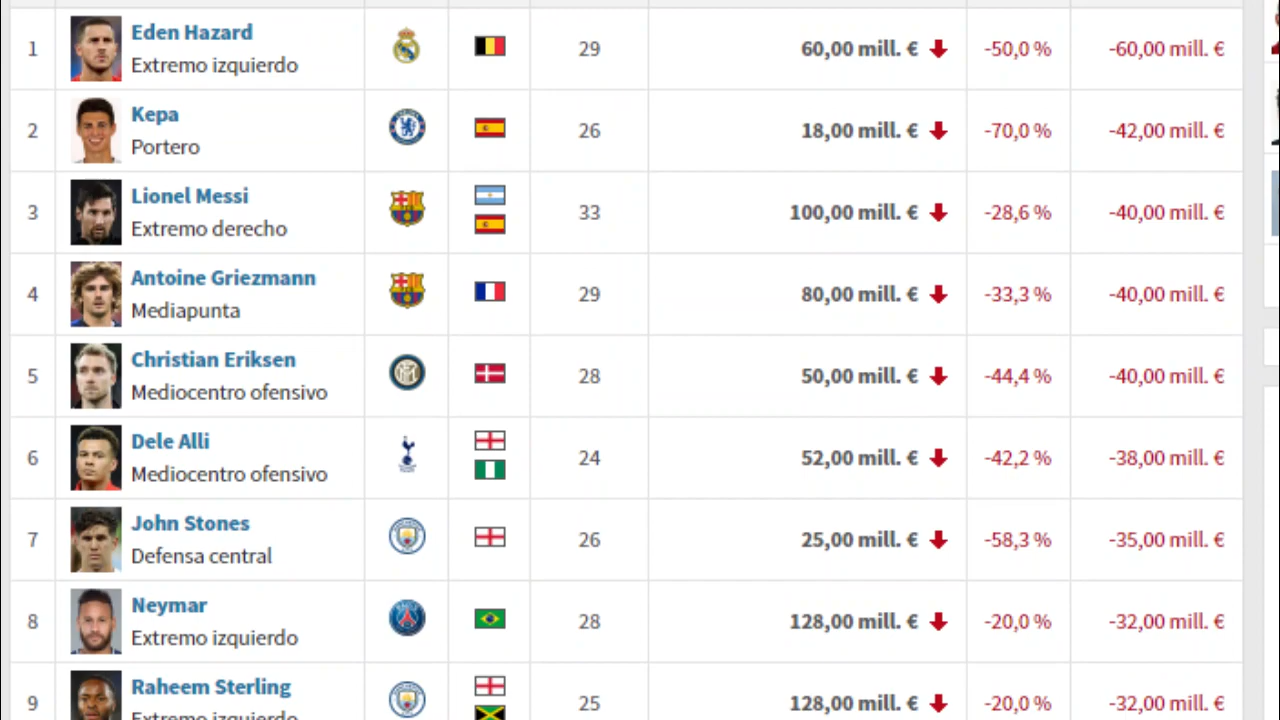 1 Eden Hazard 29 60,00 mill. € -50,0 % -60,00 mill. €
Extremo izquierdo
2 Kepa 26 18,00 mill. € -70,0 % -42,00 mill. €
Portero
3 Lionel Messi 33 100,00 mill. € -28,6 % -40,00 mill. €
Extremo derecho
4 Antoine Griezmann 29 80,00 mill. € -33,3 % -40,00 mill. €
Mediapunta
5 Christian Eriksen 28 50,00 mill. € -44,4 % -40,00 mill. €
Mediocentro ofensivo
6 Dele Alli 24 52,00 mill. € -42,2 % -38,00 mill. €
Mediocentro ofensivo
7 John Stones 26 25,00 mill. € -58,3 % -35,00 mill. €
Defensa central
8 Neymar 28 128,00 mill. € -20,0 % -32,00 mill. €
Extremo izquierdo
9 Raheem Sterling 25 128,00 mill. € -20,0 % -32,00 mill. €
Extremo izquierdo